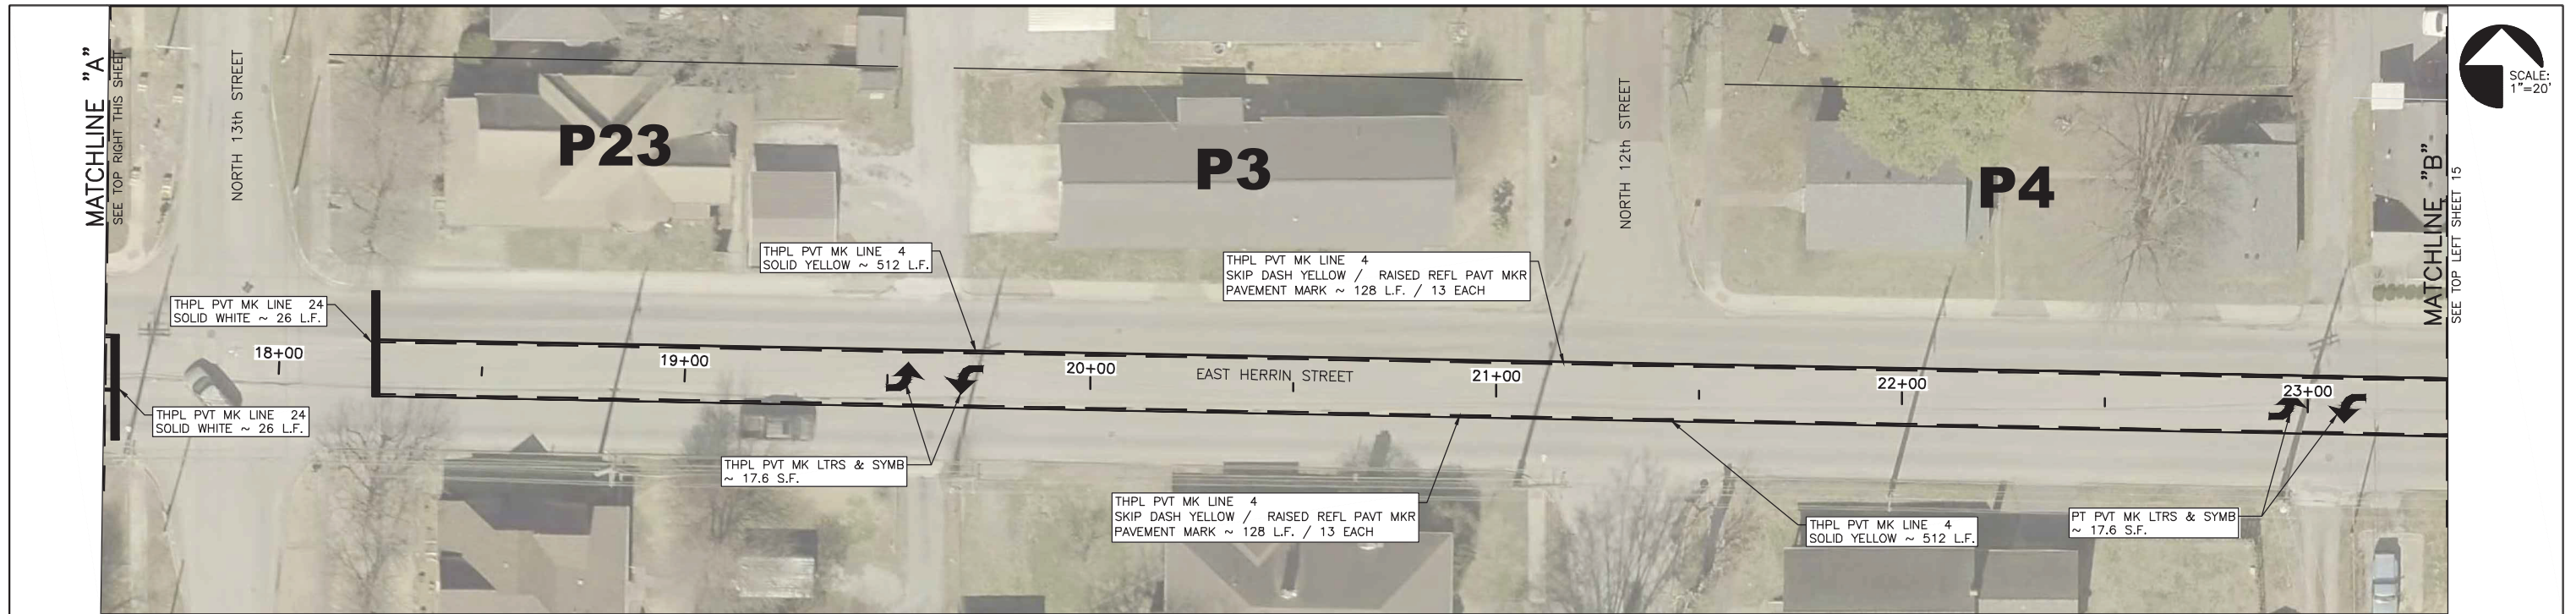 MATCHLINE "A"
SEE TOP RIGHT THIS SHEET
NORTH 13th STREET
P23
P3
NORTH 12th STREET
P4
MATCHLINE "B"
SEE TOP LEFT SHEET 15
SCALE:
1"=20'
THPL PVT MK LINE 4
SOLID YELLOW ~ 512 L.F.
THPL PVT MK LINE 4
SKIP DASH YELLOW / RAISED REFL PAVT MKR
PAVEMENT MARK ~ 128 L.F. / 13 EACH
THPL PVT MK LINE 24
SOLID WHITE ~ 26 L.F.
18+00
19+00
20+00
EAST HERRIN STREET
21+00
22+00
23+00
THPL PVT MK LINE 24
SOLID WHITE ~ 26 L.F.
THPL PVT MK LTRS & SYMB
~ 17.6 S.F.
THPL PVT MK LINE 4
SKIP DASH YELLOW / RAISED REFL PAVT MKR
PAVEMENT MARK ~ 128 L.F. / 13 EACH
THPL PVT MK LINE 4
SOLID YELLOW ~ 512 L.F.
PT PVT MK LTRS & SYMB
~ 17.6 S.F.